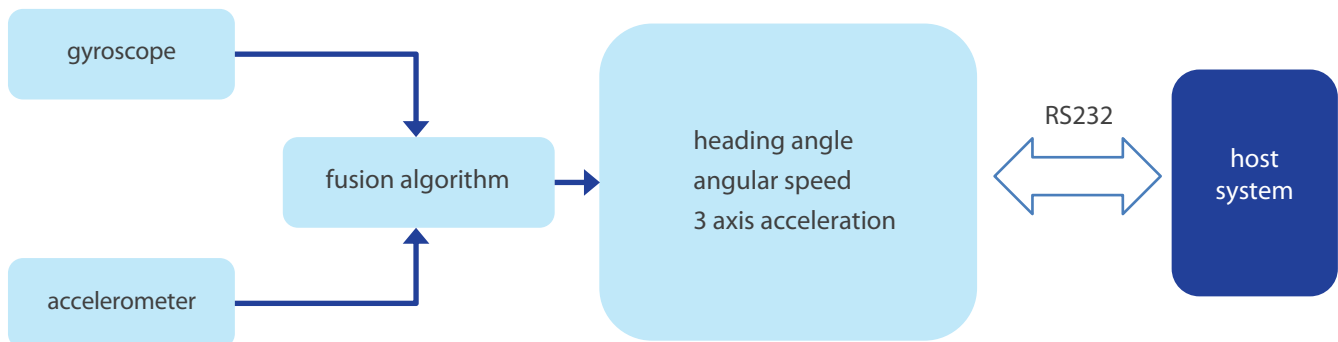 gyroscope
accelerometer
fusion algorithm
heading angle
angular speed
3 axis acceleration
RS232
host
system